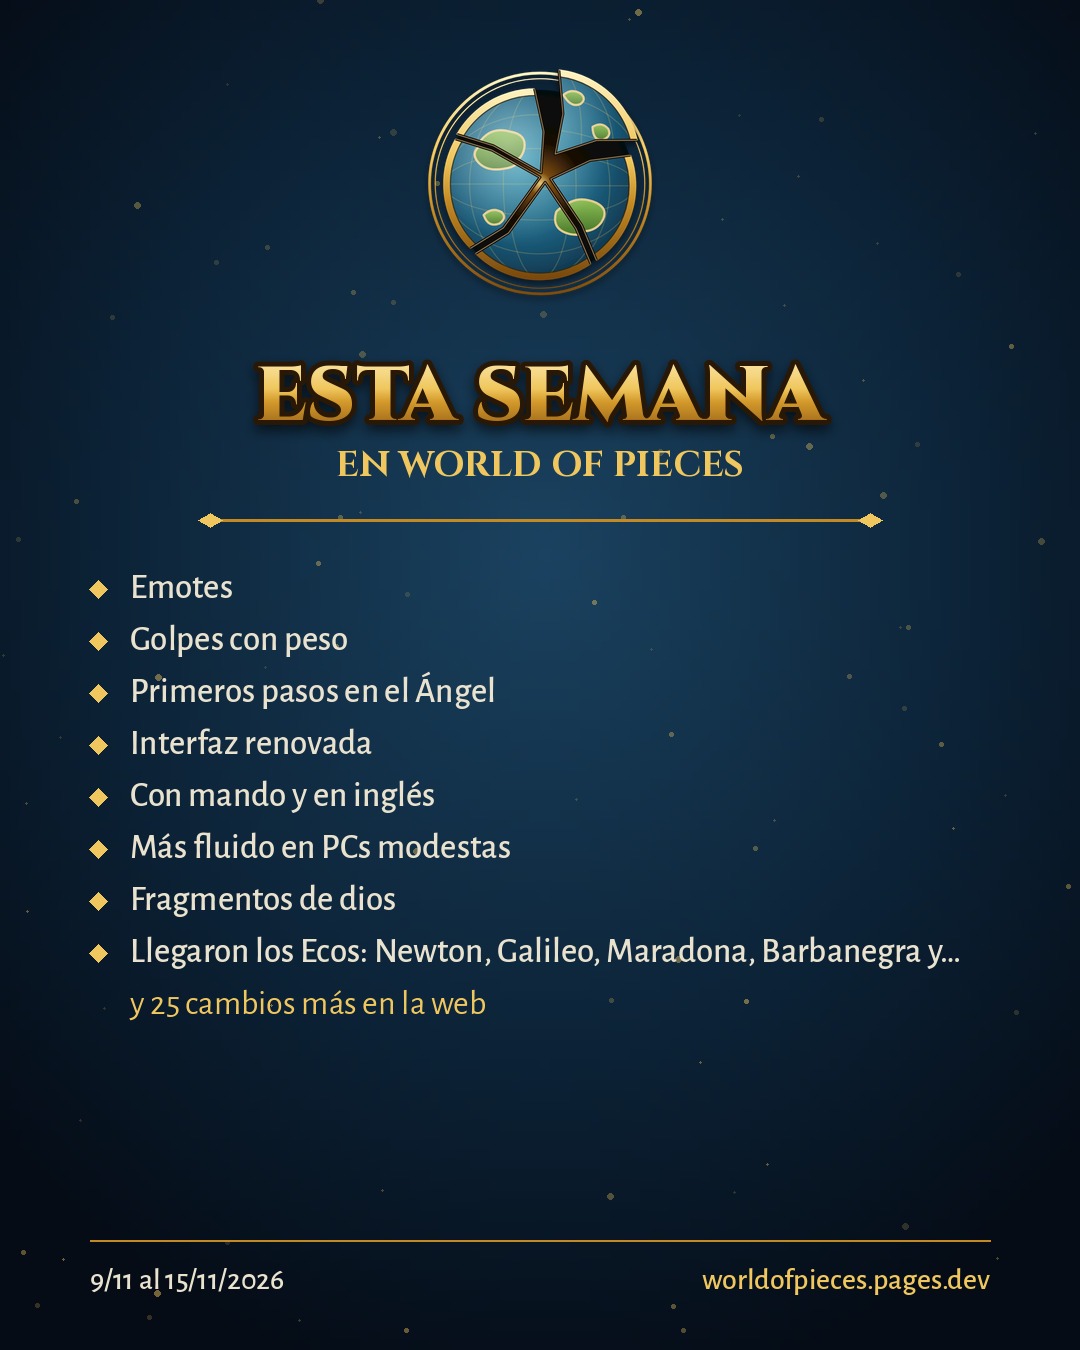 ESTA SEMANA
EN WORLD OF PIECES
Emotes
Golpes con peso
Primeros pasos en el Ángel
Interfaz renovada
Con mando y en inglés
Más fluido en PCs modestas
Fragmentos de dios
Llegaron los Ecos: Newton, Galileo, Maradona, Barbanegra y...
y 25 cambios más en la web
9/11 al 15/11/2026
worldofpieces.pages.dev